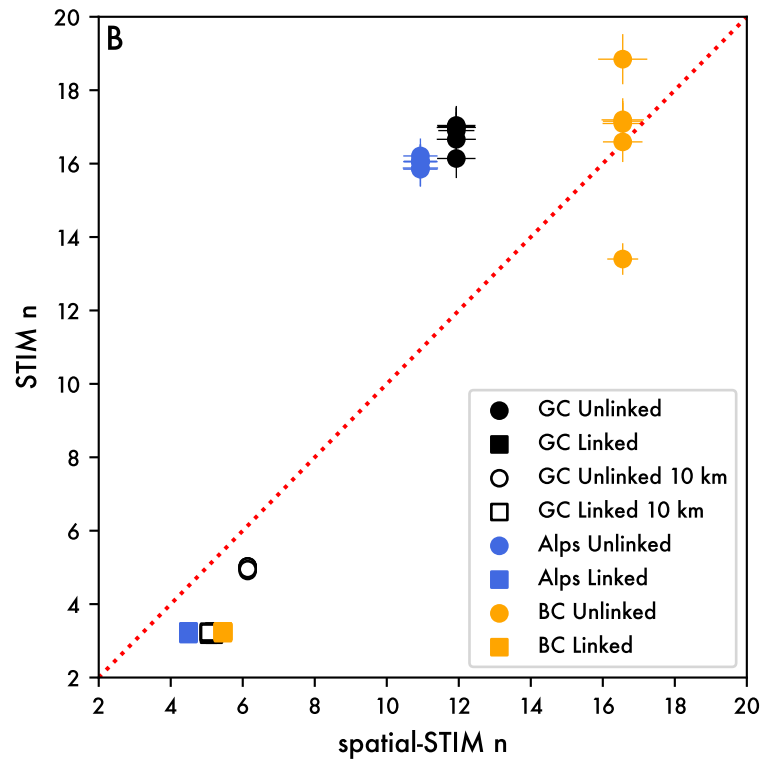 B
20
18
16
14
12
10
8
6
4
2
STIM n
GC Unlinked
GC Linked
GC Unlinked 10 km
GC Linked 10 km
Alps Unlinked
Alps Linked
BC Unlinked
BC Linked
2 4 6 8 10 12 14 16 18 20
spatial-STIM n